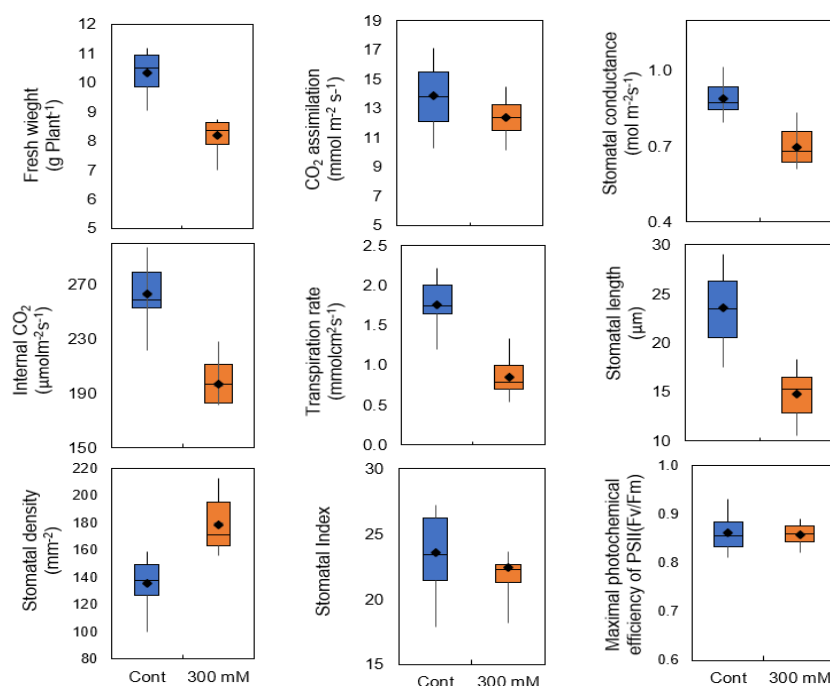 Fresh wieght
(g Plant-1)
12
11
10
9
8
7
6
5
CO2 assimilation
(mmol m-2 s-1)
19
17
15
13
11
9
7
5
Stomatal conductance
(mol m-2s-1)
1.0
0.7
0.4
Internal CO2
(µmolm-2s-1)
270
230
190
150
Transpiration rate
(mmolcm2s-1)
2.5
2.0
1.5
1.0
0.5
0.0
Stomatal length
(µm)
30
25
20
15
10
Stomatal density
(mm-2)
220
200
180
160
140
120
100
80
Cont 300 mM
Stomatal Index
30
25
20
15
Cont 300 mM
Maximal photochemical
efficiency of PSII(Fv/Fm)
1.0
0.9
0.8
0.7
0.6
Cont 300 mM